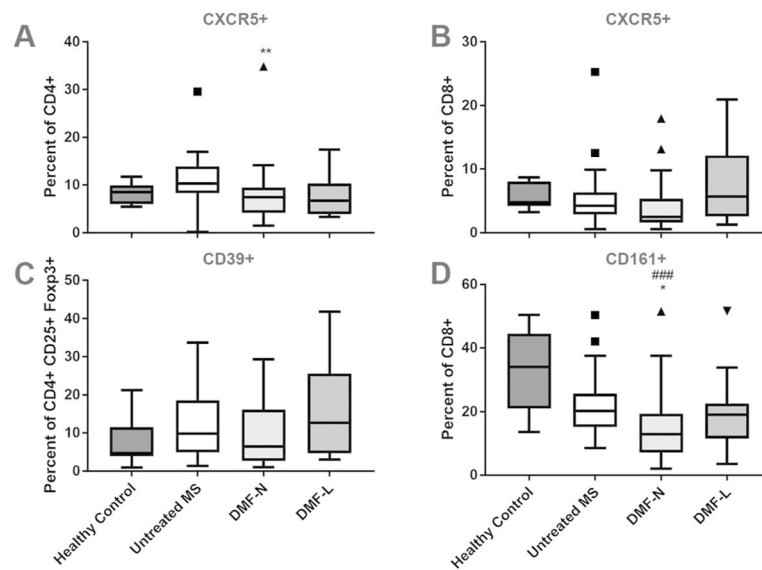 A
CXCR5+
Percent of CD4+
40
30
20
10
0
**
B
CXCR5+
Percent of CD8+
30
20
10
0
C
CD39+
Percent of CD4+ CD25+ Foxp3+
50
40
30
20
10
0
Healthy Control
Untreated MS
DMF-N
DMF-L
D
CD161+
Percent of CD8+
60
40
20
0
###
*
Healthy Control
Untreated MS
DMF-N
DMF-L